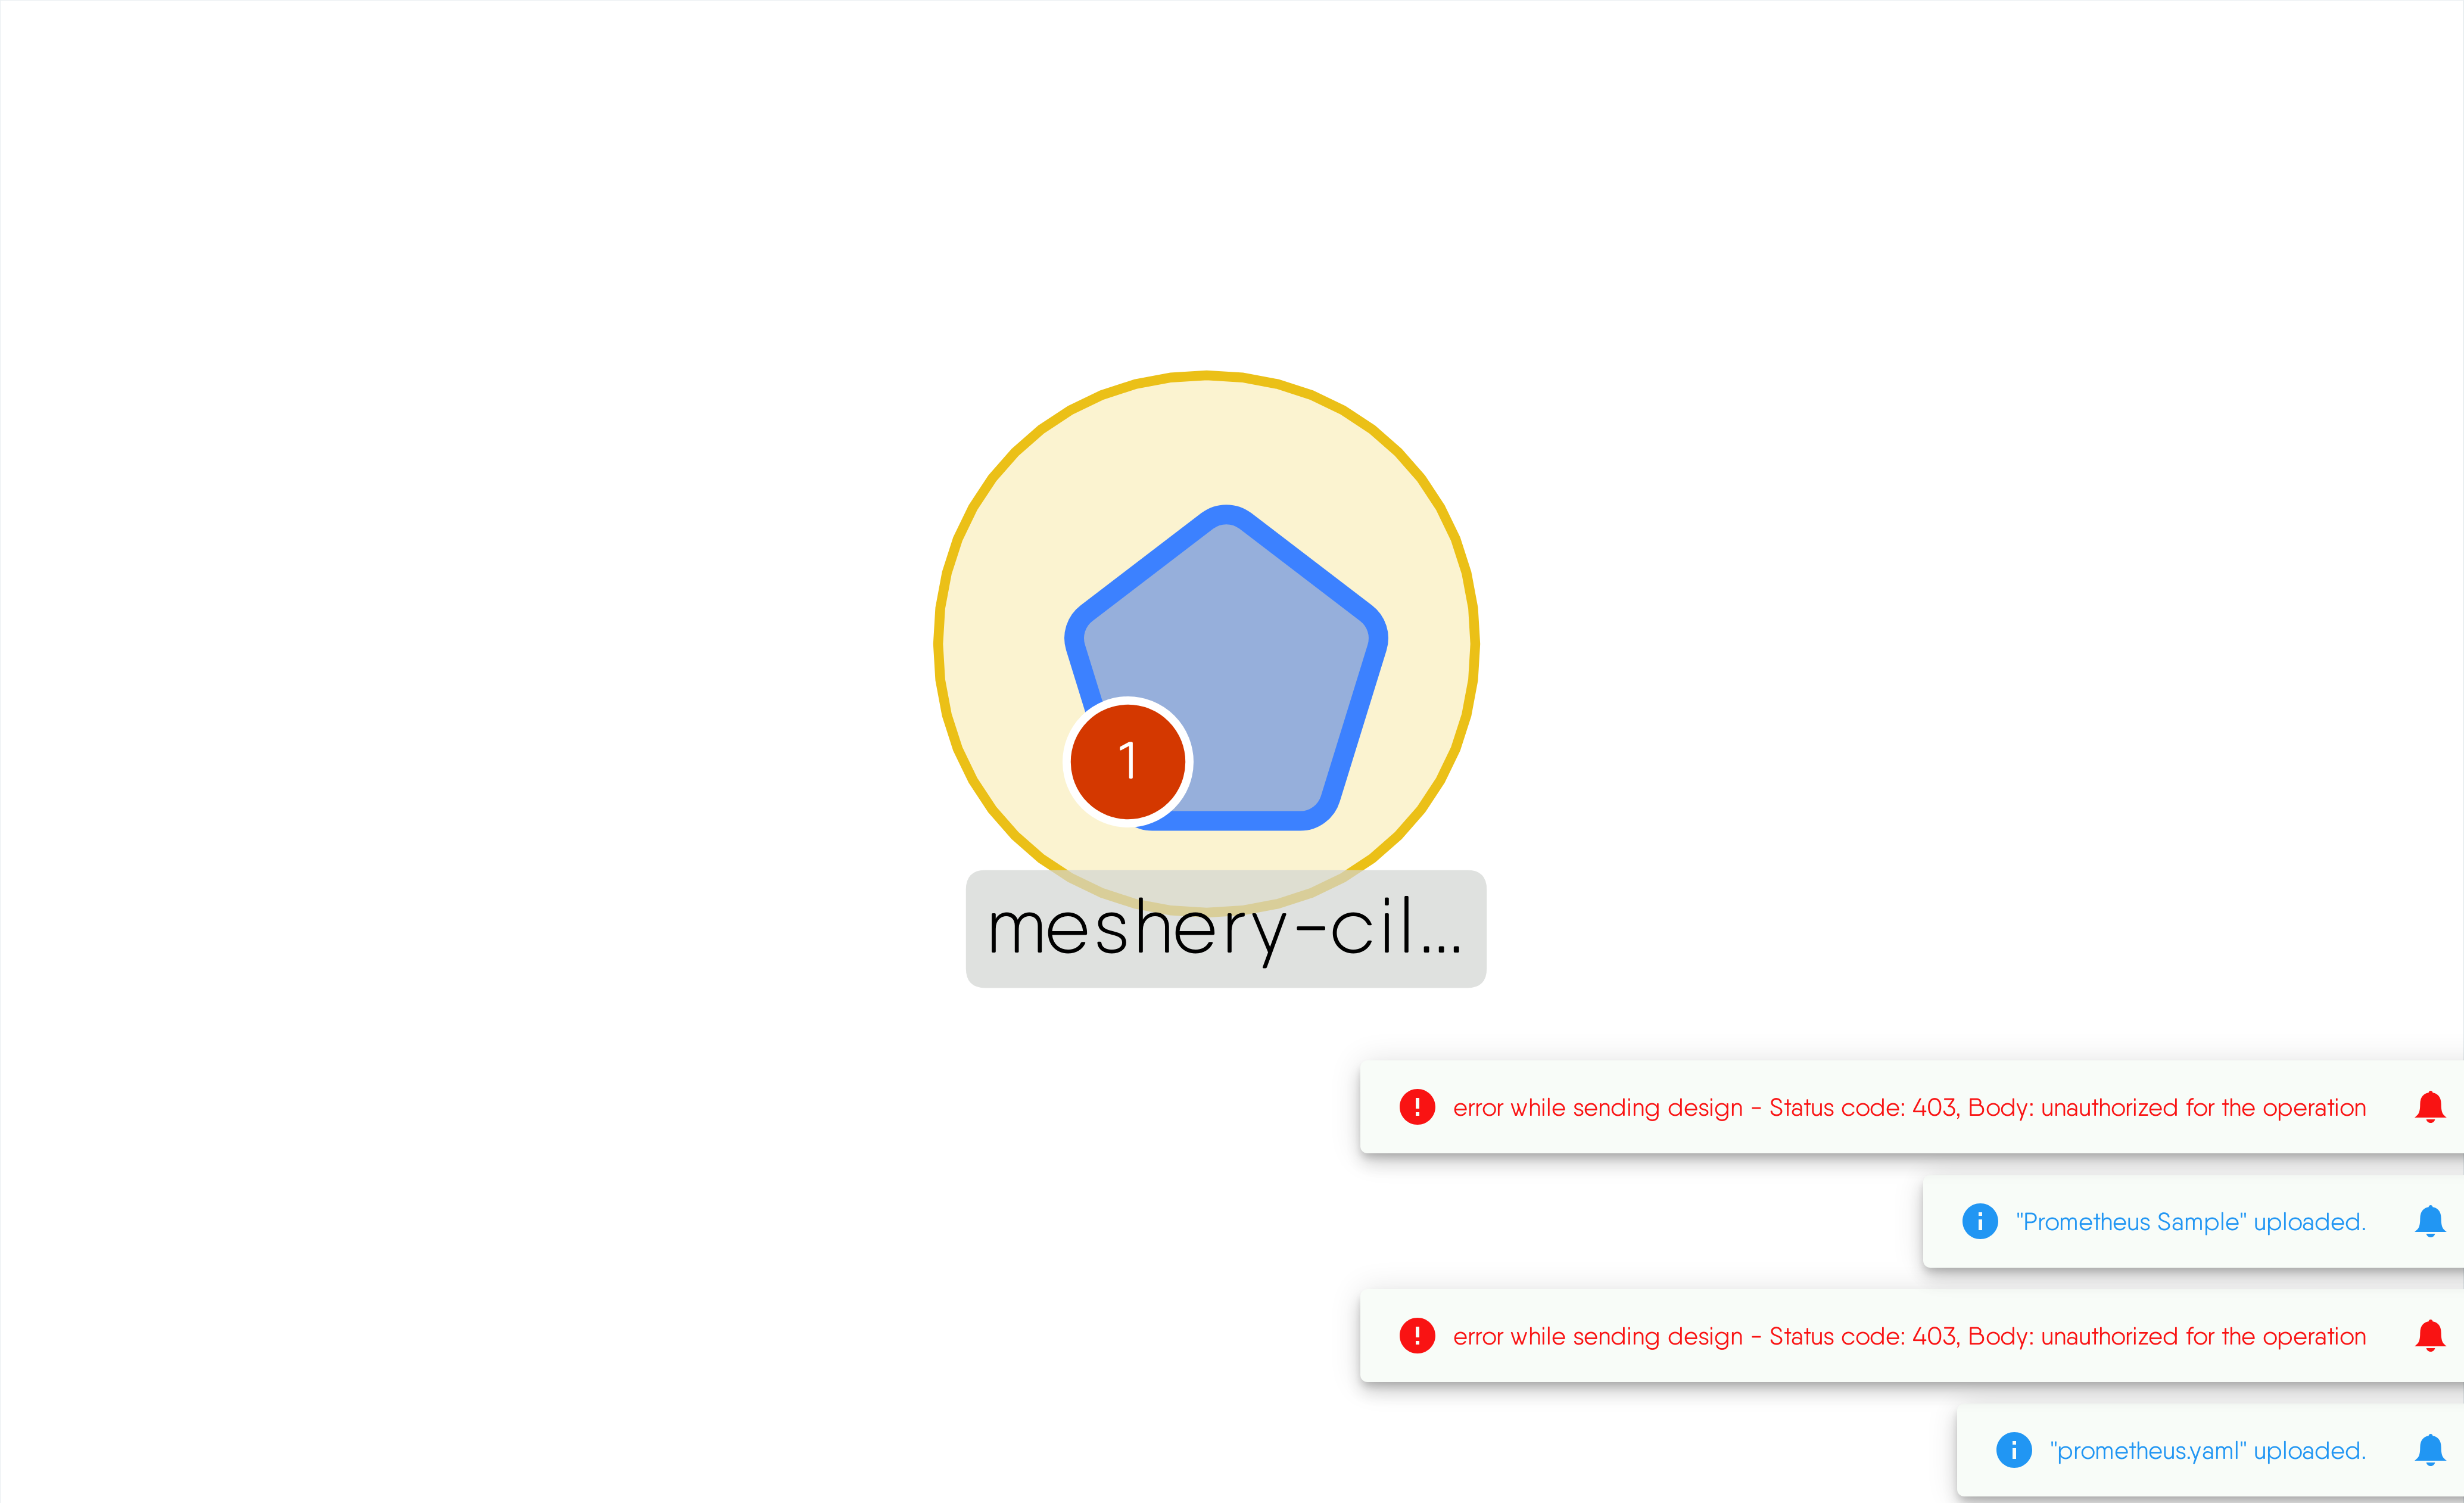 1
meshery-cil...
error while sending design - Status code: 403, Body: unauthorized for the operation
"Prometheus Sample" uploaded.
error while sending design - Status code: 403, Body: unauthorized for the operation
"prometheus.yaml" uploaded.